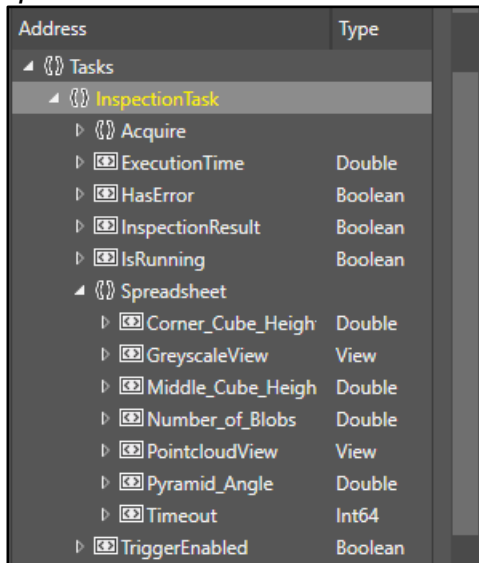 Address Type
Tasks
InspectionTask
Acquire
ExecutionTime Double
HasError Boolean
InspectionResult Boolean
IsRunning Boolean
Spreadsheet
Corner_Cube_Heigh Double
GreyscaleView View
Middle_Cube_Heigh Double
Number_of_Blobs Double
PointcloudView View
Pyramid_Angle Double
Timeout Int64
TriggerEnabled Boolean